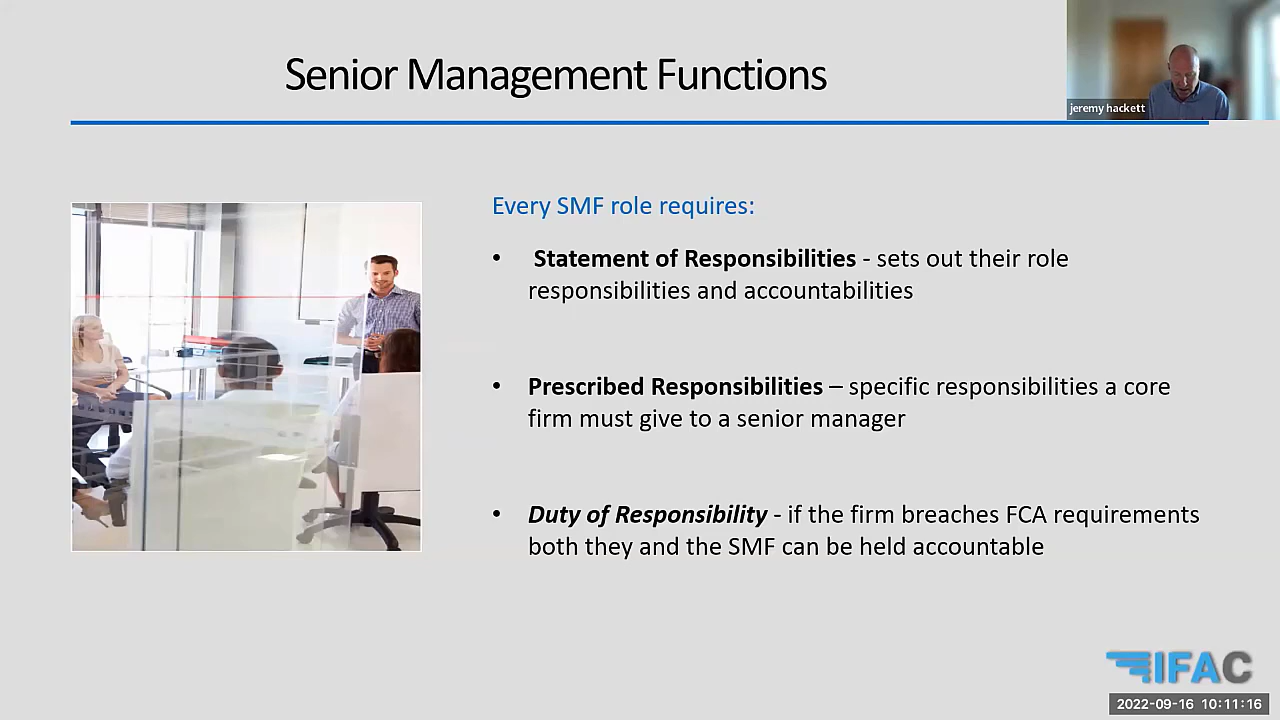 Senior Management Functions
jeremy hackett
Every SMF role requires:
• Statement of Responsibilities - sets out their role
responsibilities and accountabilities
• Prescribed Responsibilities – specific responsibilities a core
firm must give to a senior manager
• Duty of Responsibility - if the firm breaches FCA requirements
both they and the SMF can be held accountable
IFAC
2022-09-16 10:11:16